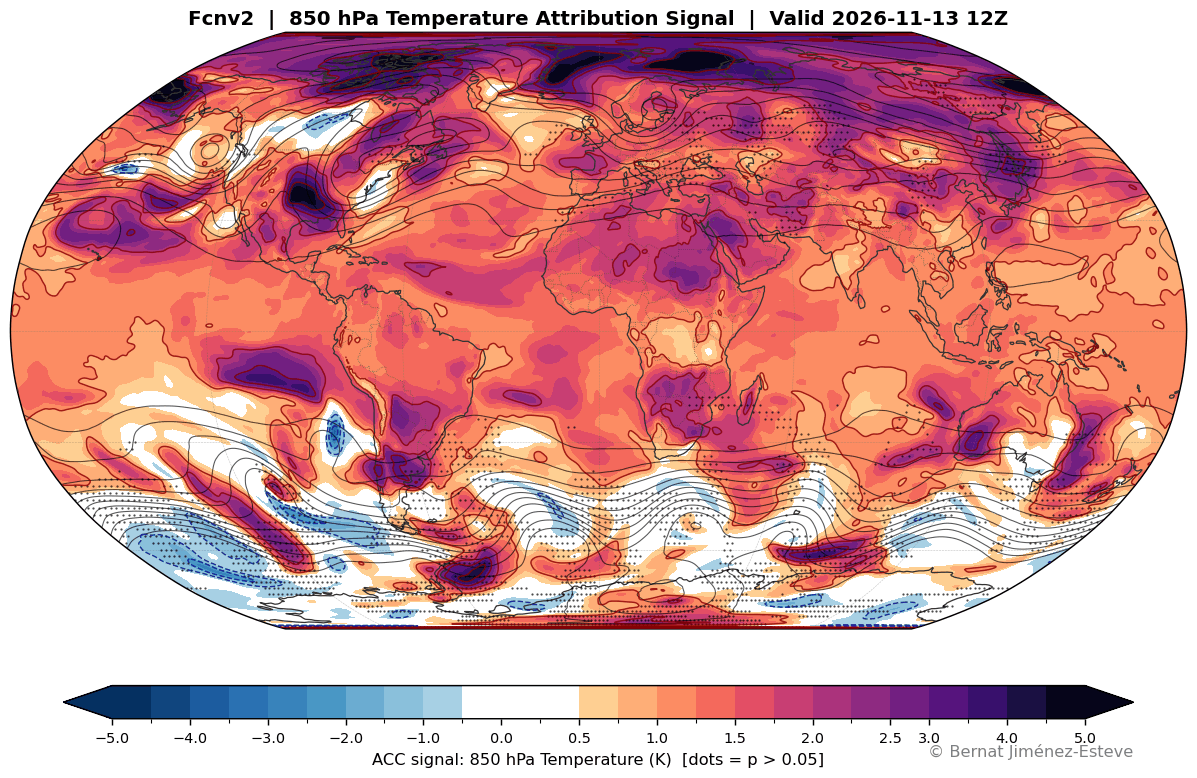 Fcnv2 | 850 hPa Temperature Attribution Signal | Valid 2026-11-13 12Z
−5.0 −4.0 −3.0 −2.0 −1.0 0.0 0.5 1.0 1.5 2.0 2.5 3.0 4.0 5.0
ACC signal: 850 hPa Temperature (K) [dots = p > 0.05]
© Bernat Jiménez-Esteve